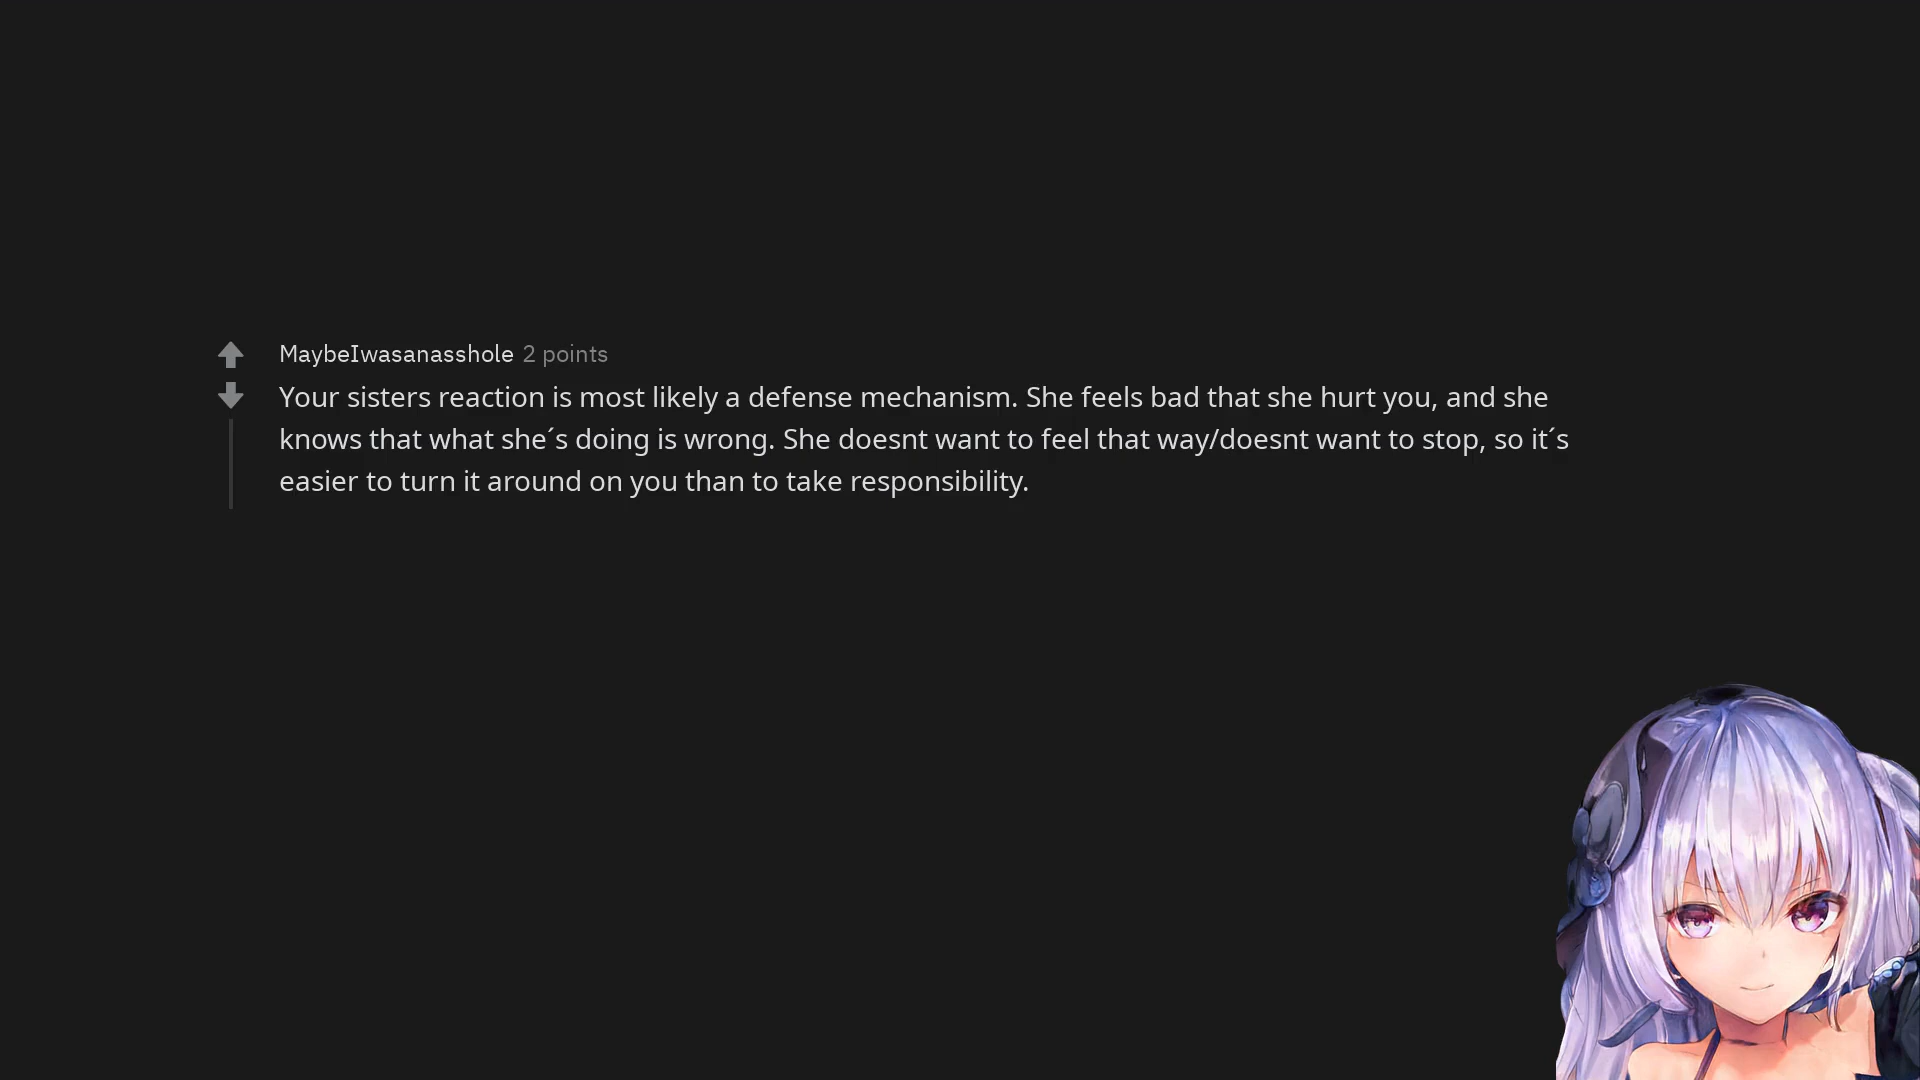 MaybeIwasanasshole 2 points
Your sisters reaction is most likely a defense mechanism. She feels bad that she hurt you, and she
knows that what she´s doing is wrong. She doesnt want to feel that way/doesnt want to stop, so it´s
easier to turn it around on you than to take responsibility.